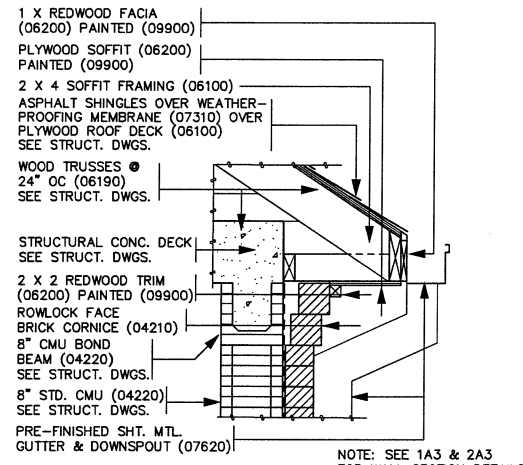 1 X REDWOOD FACIA
(06200) PAINTED (09900)
PLYWOOD SOFFIT (06200)
PAINTED (09900)
2 X 4 SOFFIT FRAMING (06100)
ASPHALT SHINGLES OVER WEATHER-
PROOFING MEMBRANE (07310) OVER
PLYWOOD ROOF DECK (06100)
SEE STRUCT. DWGS.
WOOD TRUSSES @
24" OC (06190)
SEE STRUCT. DWGS.
STRUCTURAL CONC. DECK
SEE STRUCT. DWGS.
2 X 2 REDWOOD TRIM
(06200) PAINTED (09900)
ROWLOCK FACE
BRICK CORNICE (04210)
8" CMU BOND
BEAM (04220)
SEE STRUCT. DWGS.
8" STD. CMU (04220)
SEE STRUCT. DWGS.
PRE-FINISHED SHT. MTL.
GUTTER & DOWNSPOUT (07620)
NOTE: SEE 1A3 & 2A3